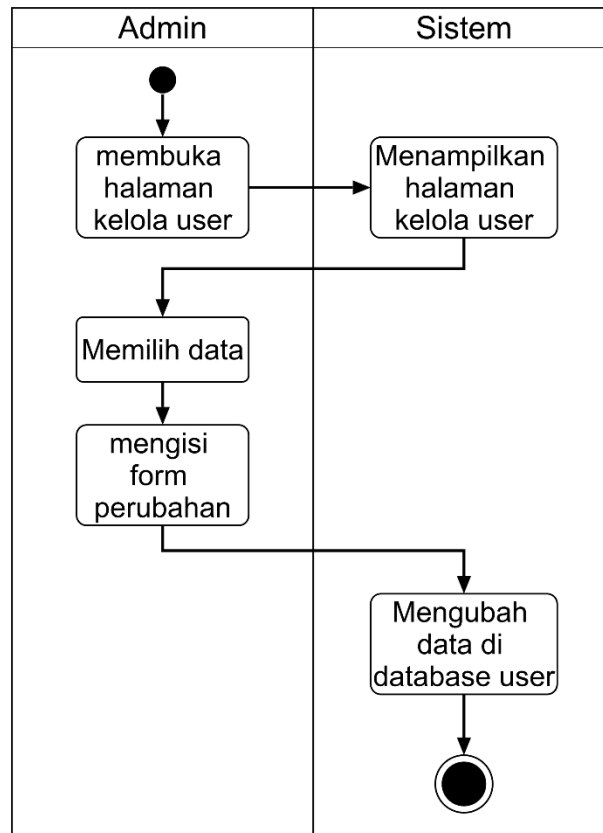 Admin
Sistem
membuka
halaman
kelola user
Menampilkan
halaman
kelola user
Memilih data
mengisi
form
perubahan
Mengubah
data di
database user